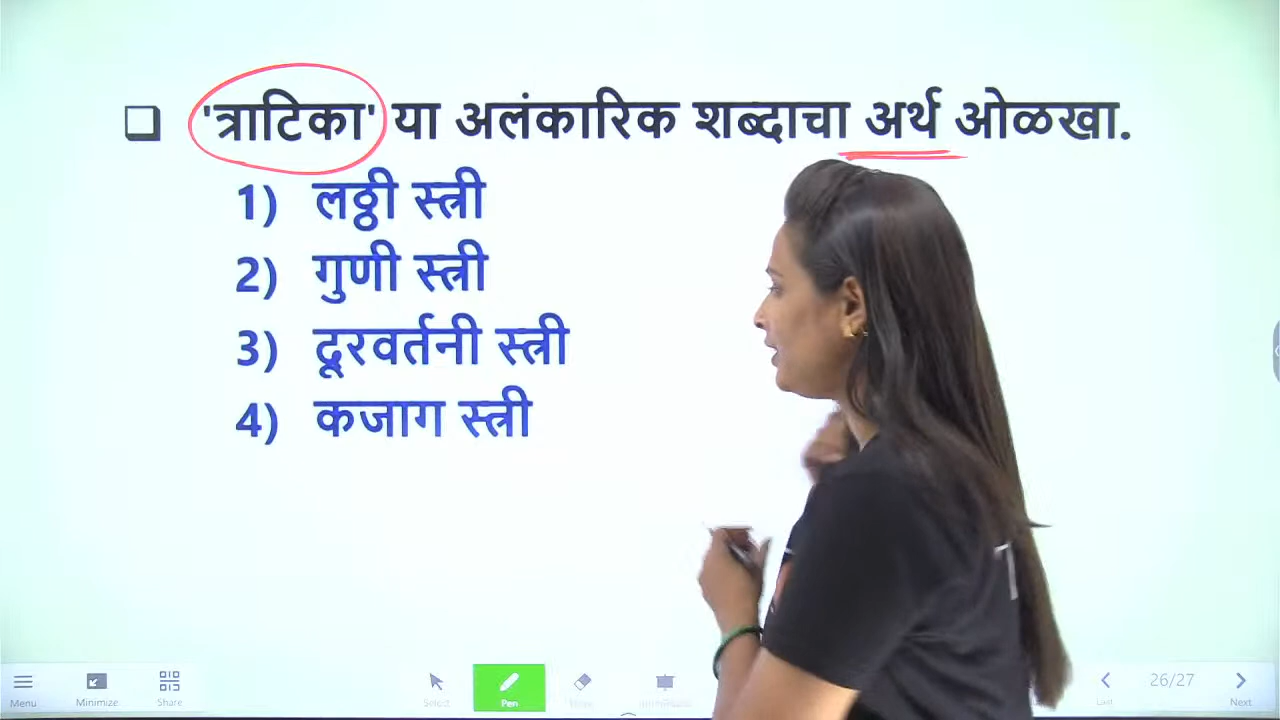 ❑ 'त्राटिका' या अलंकारिक शब्दाचा अर्थ ओळखा.
1) लठ्ठी स्त्री
2) गुणी स्त्री
3) दूरवर्तनी स्त्री
4) कजाग स्त्री
Menu Minimize Share Select Pen 26/27 Next